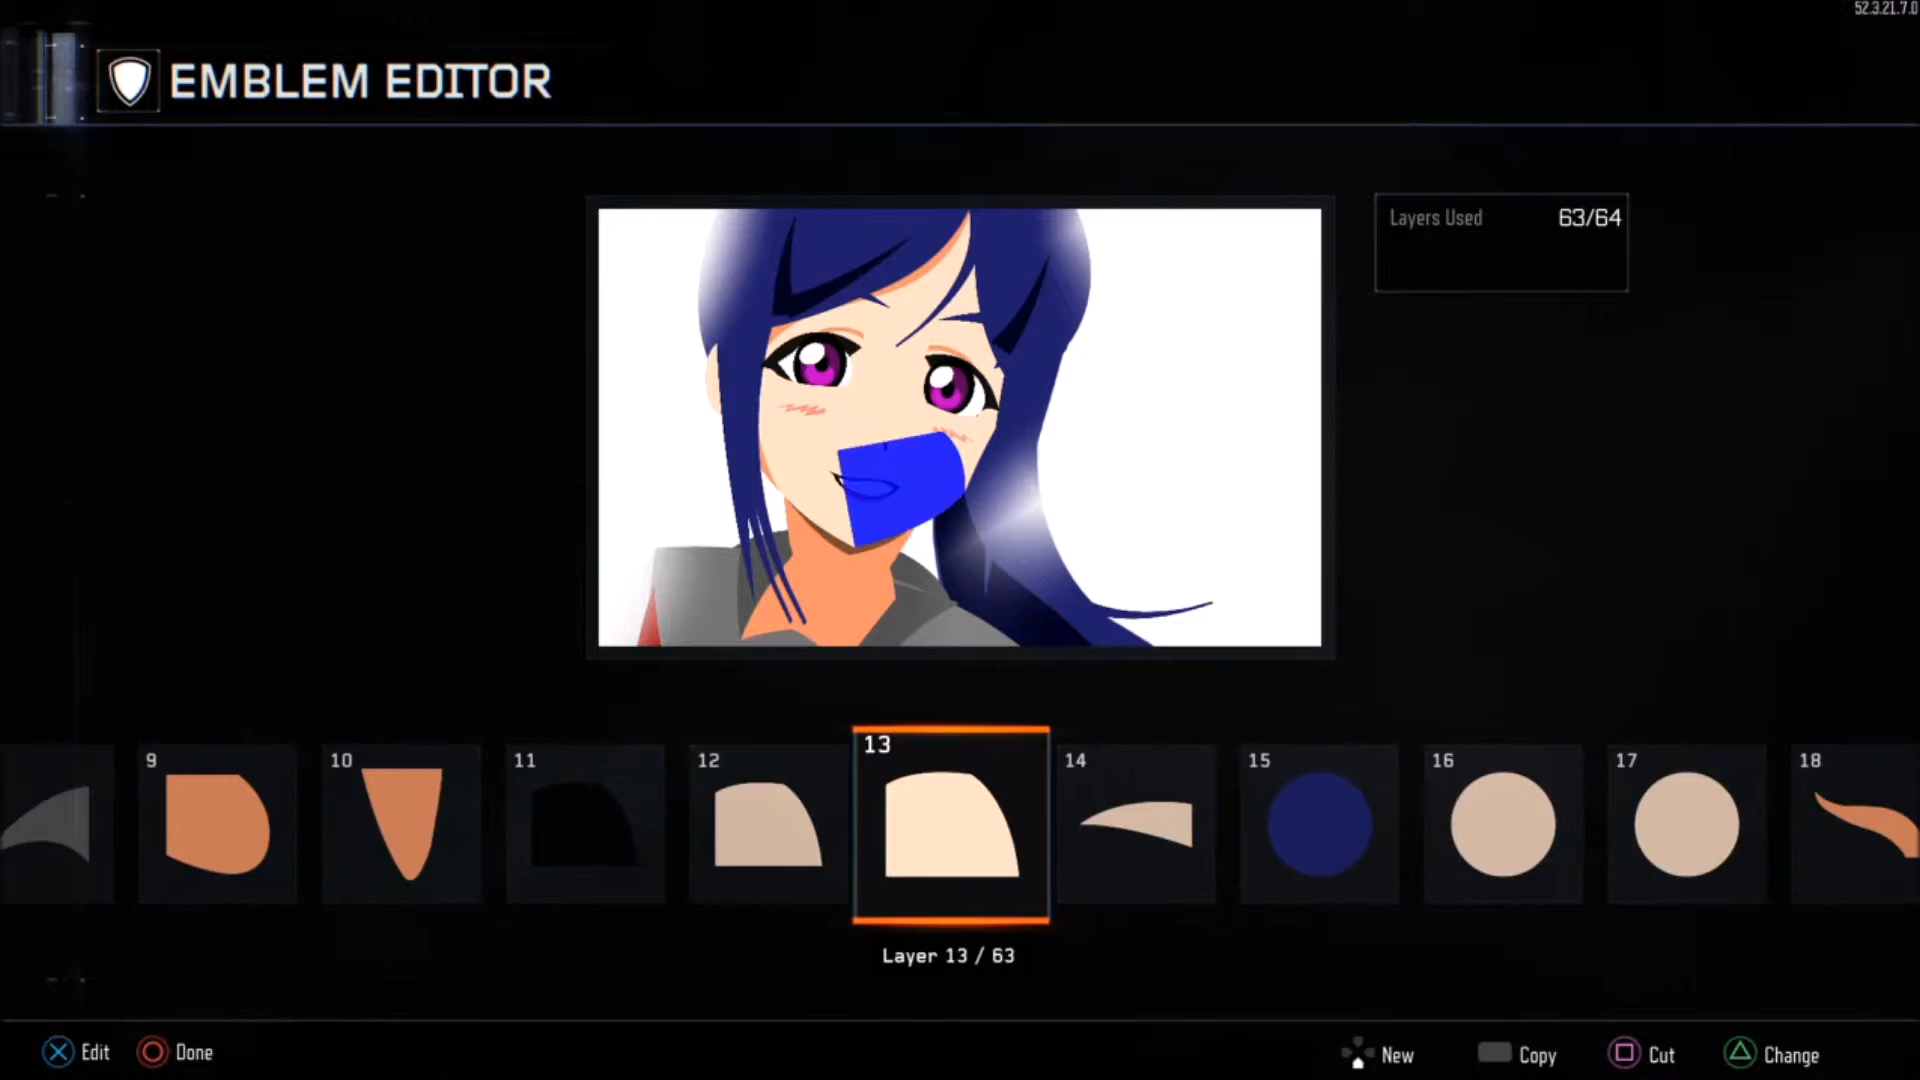 52.3.21.7.0
EMBLEM EDITOR
Layers Used 63/64
9 10 11 12 13 14 15 16 17 18
Layer 13 / 63
Edit Done New Copy Cut Change